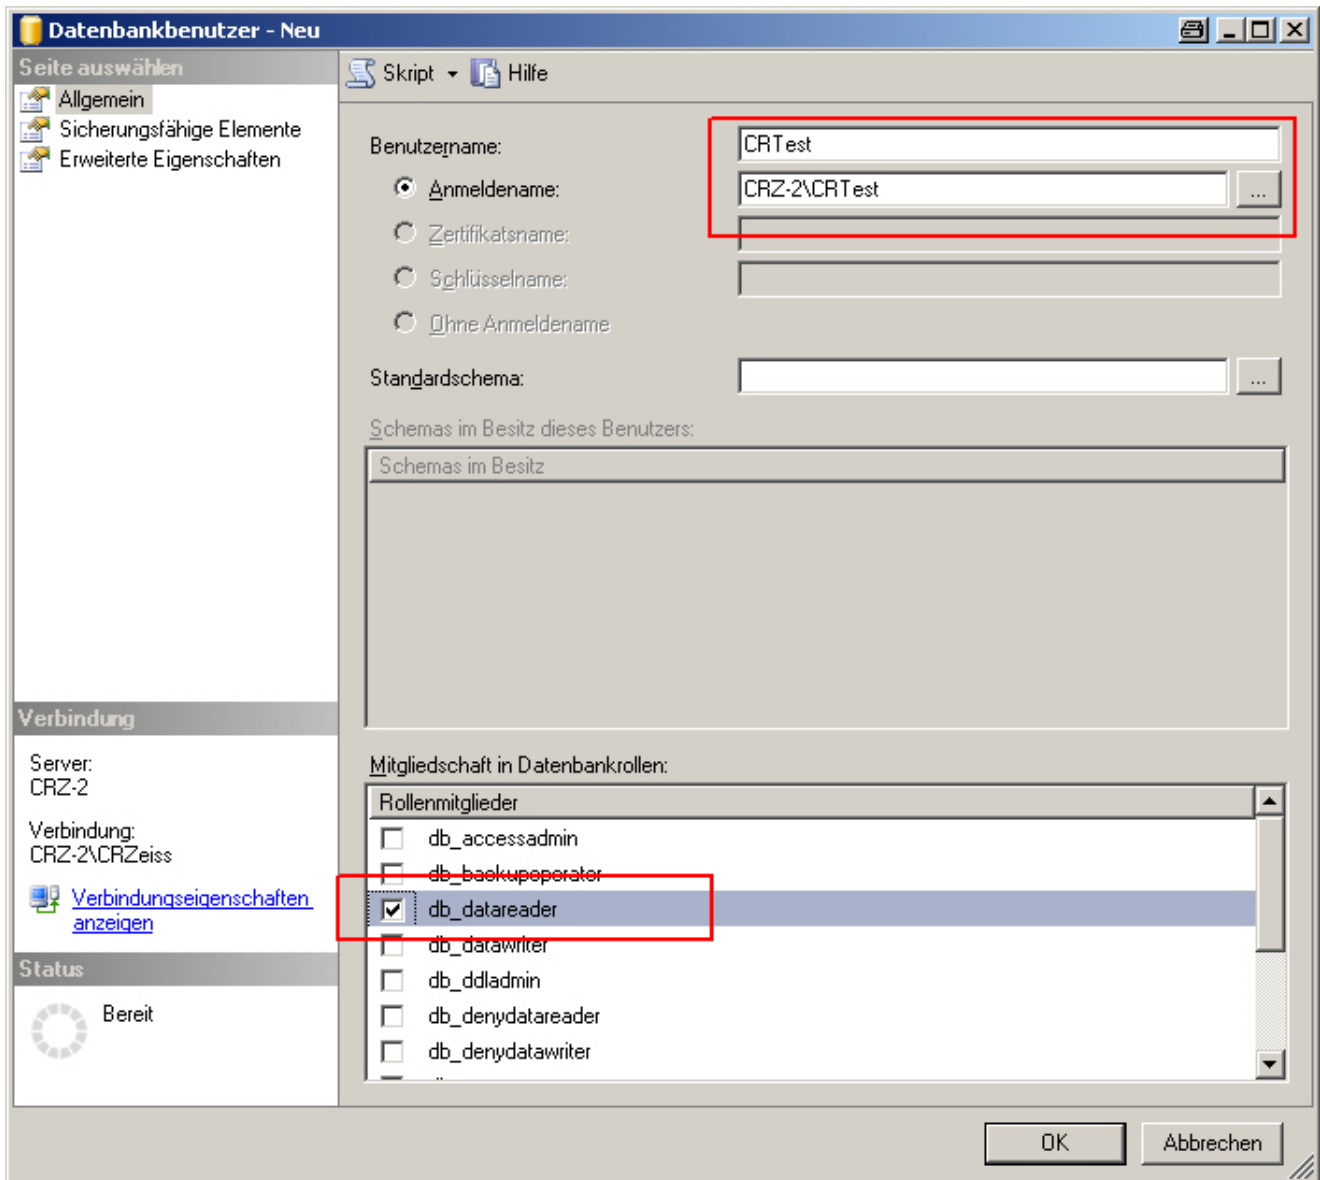 Datenbankbenutzer - Neu
Seite auswählen
Allgemein
Sicherungsfähige Elemente
Erweiterte Eigenschaften
Skript
Hilfe
Benutzername:
CRTest
Anmeldename:
CRZ-2\CRTest
...
Zertifikatsname:
Schlüsselname:
Ohne Anmeldename
Standardschema:
...
Schemas im Besitz dieses Benutzers:
Schemas im Besitz
Verbindung
Server:
CRZ-2
Verbindung:
CRZ-2\CRZeiss
Verbindungseigenschaften
anzeigen
Status
Bereit
Mitgliedschaft in Datenbankrollen:
Rollenmitglieder
db_accessadmin
db_backupoperator
db_datareader
db_datawriter
db_ddladmin
db_denydatareader
db_denydatawriter
OK
Abbrechen